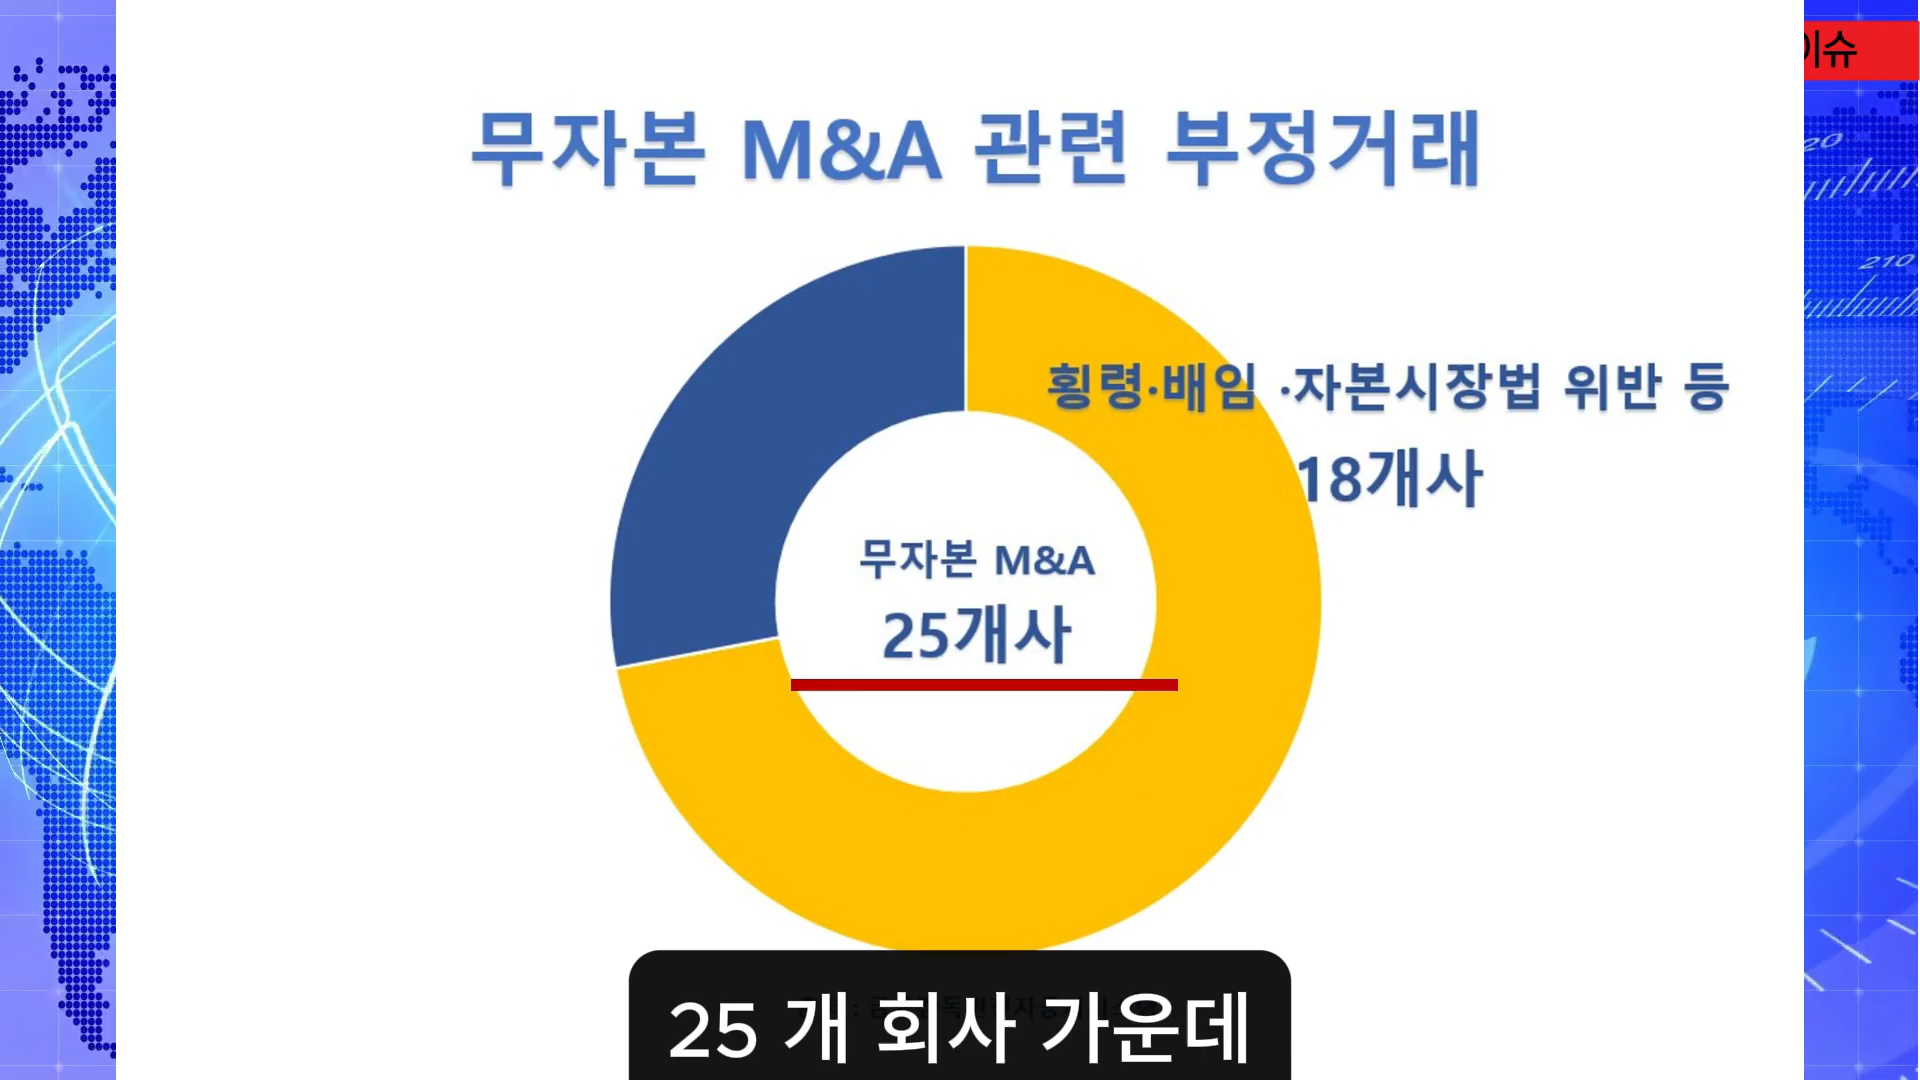 이슈
무자본 M&A 관련 부정거래
횡령·배임 ·자본시장법 위반 등
18개사
무자본 M&A
25개사
20
210
25 개 회사 가운데